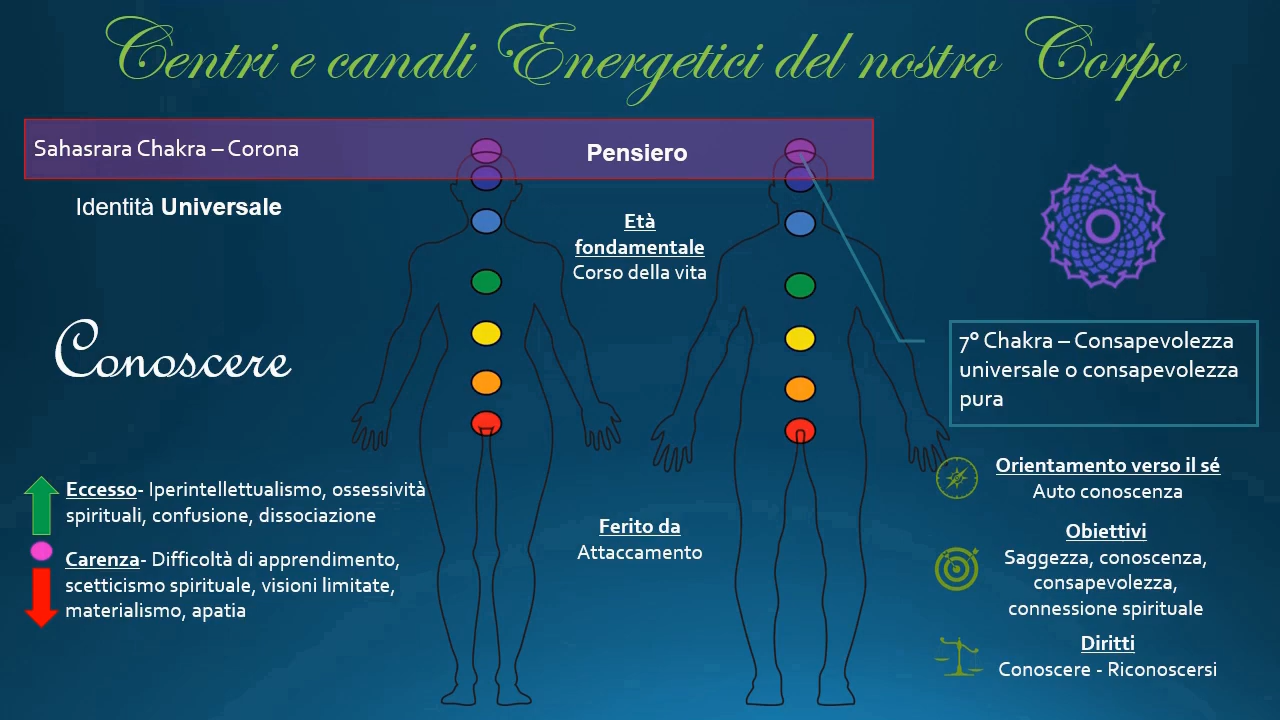 Centri e canali Energetici del nostro Corpo
Sahasrara Chakra – Corona
Pensiero
Identità Universale
Età
fondamentale
Corso della vita
Conoscere
7° Chakra – Consapevolezza
universale o consapevolezza
pura
Eccesso- Iperintellettualismo, ossessività
spirituali, confusione, dissociazione
Carenza- Difficoltà di apprendimento,
scetticismo spirituale, visioni limitate,
materialismo, apatia
Ferito da
Attaccamento
Orientamento verso il sé
Auto conoscenza
Obiettivi
Saggezza, conoscenza,
consapevolezza,
connessione spirituale
Diritti
Conoscere - Riconoscersi